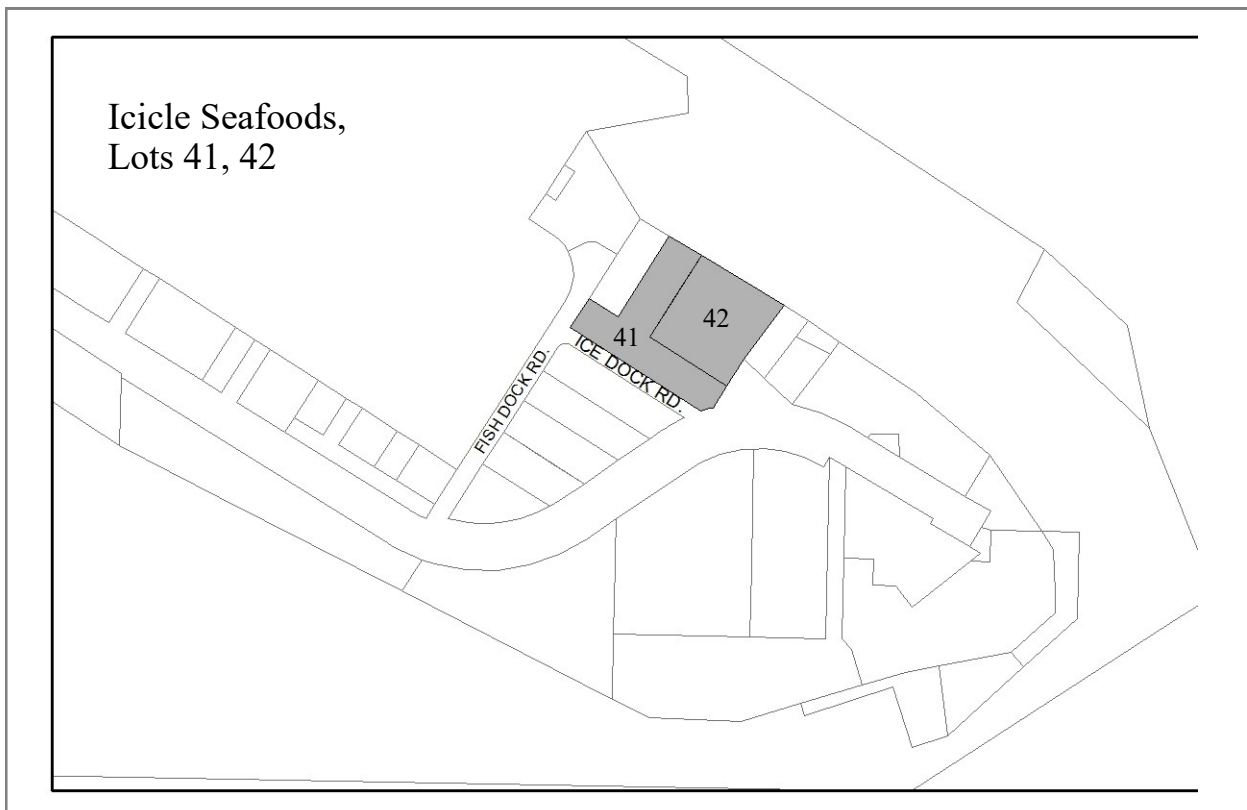 Icicle Seafoods,
Lots 41, 42
42
41
ICE DOCK RD.
FISH DOCK RD.